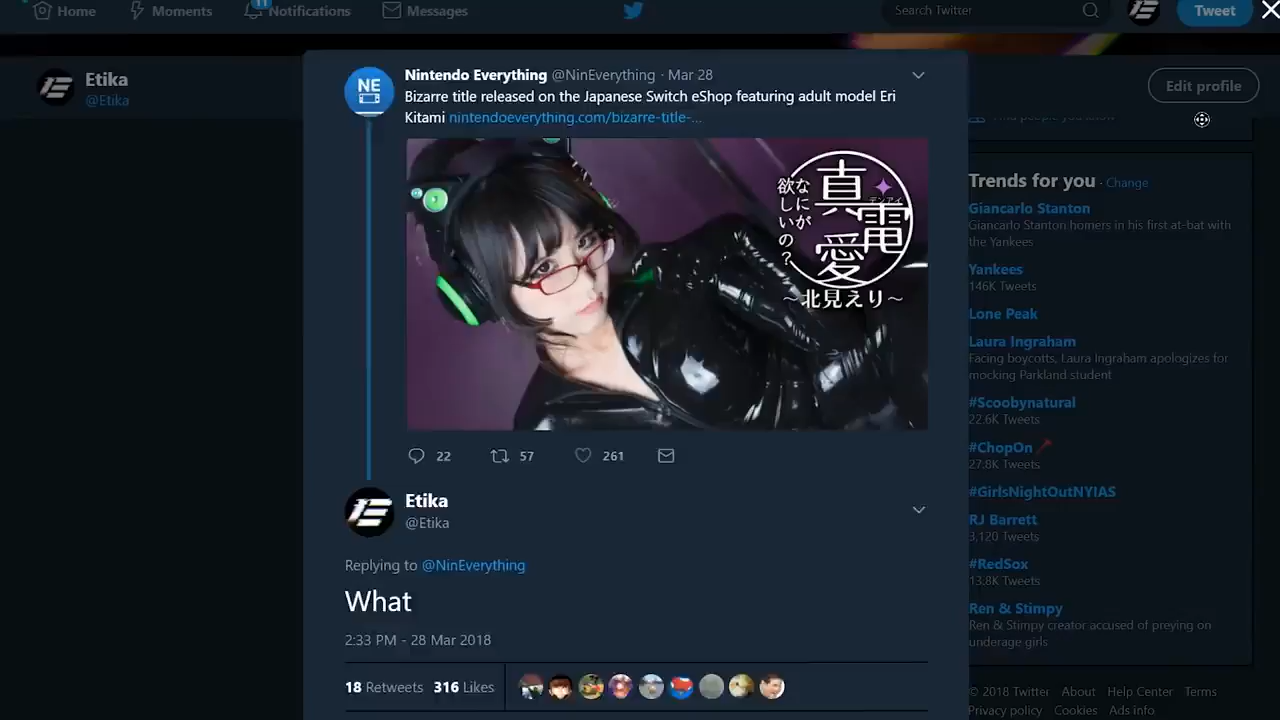 Home
Moments
11
Notifications
Messages
Search Twitter
Tweet
Etika
@Etika
Edit profile
NE
Nintendo Everything @NinEverything · Mar 28
Bizarre title released on the Japanese Switch eShop featuring adult model Eri
Kitami nintendoeverything.com/bizarre-title-...
なにが
欲しいの?
真
電
愛
デンアイ
~北見えり~
22
57
261
Etika
@Etika
Replying to @NinEverything
What
2:33 PM - 28 Mar 2018
18 Retweets 316 Likes
Trends for you · Change
Giancarlo Stanton
Giancarlo Stanton homers in his first at-bat with
the Yankees
Yankees
146K Tweets
Lone Peak
Laura Ingraham
Facing boycotts, Laura Ingraham apologizes for
mocking Parkland student
#Scoobynatural
22.6K Tweets
#ChopOn
27.8K Tweets
#GirlsNightOutNYIAS
RJ Barrett
3,120 Tweets
#RedSox
13.8K Tweets
Ren & Stimpy
Ren & Stimpy creator accused of preying on
underage girls
© 2018 Twitter About Help Center Terms
Privacy policy Cookies Ads info